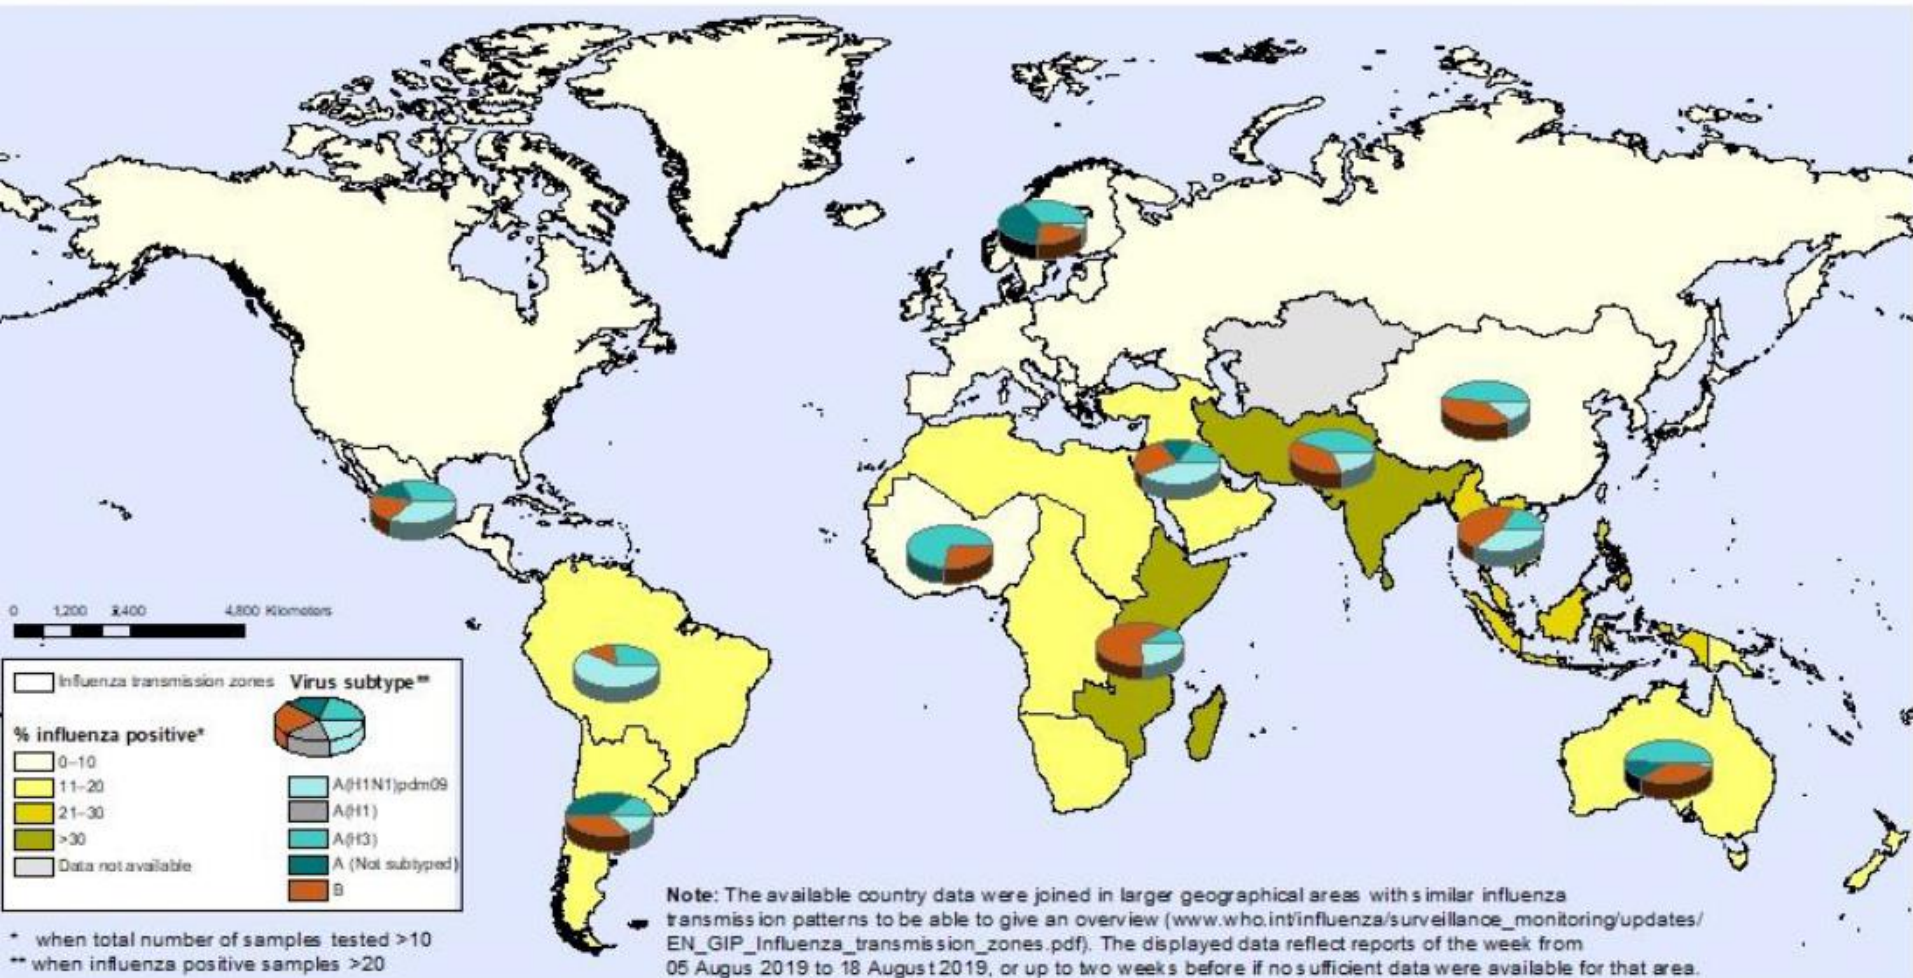 0 1,200 2,400 4,800 Kilometers
Influenza transmission zones
Virus subtype**
% influenza positive*
0-10
11-20
21-30
>30
Data not available
A(H1N1)pdm09
A(H1)
A(H3)
A (Not subtyped)
B
* when total number of samples tested >10
** when influenza positive samples >20
Note: The available country data were joined in larger geographical areas with similar influenza
transmission patterns to be able to give an overview (www.who.int/influenza/surveillance_monitoring/updates/
EN_GIP_Influenza_transmission_zones.pdf). The displayed data reflect reports of the week from
05 Augus 2019 to 18 August 2019, or up to two weeks before if no sufficient data were available for that area.